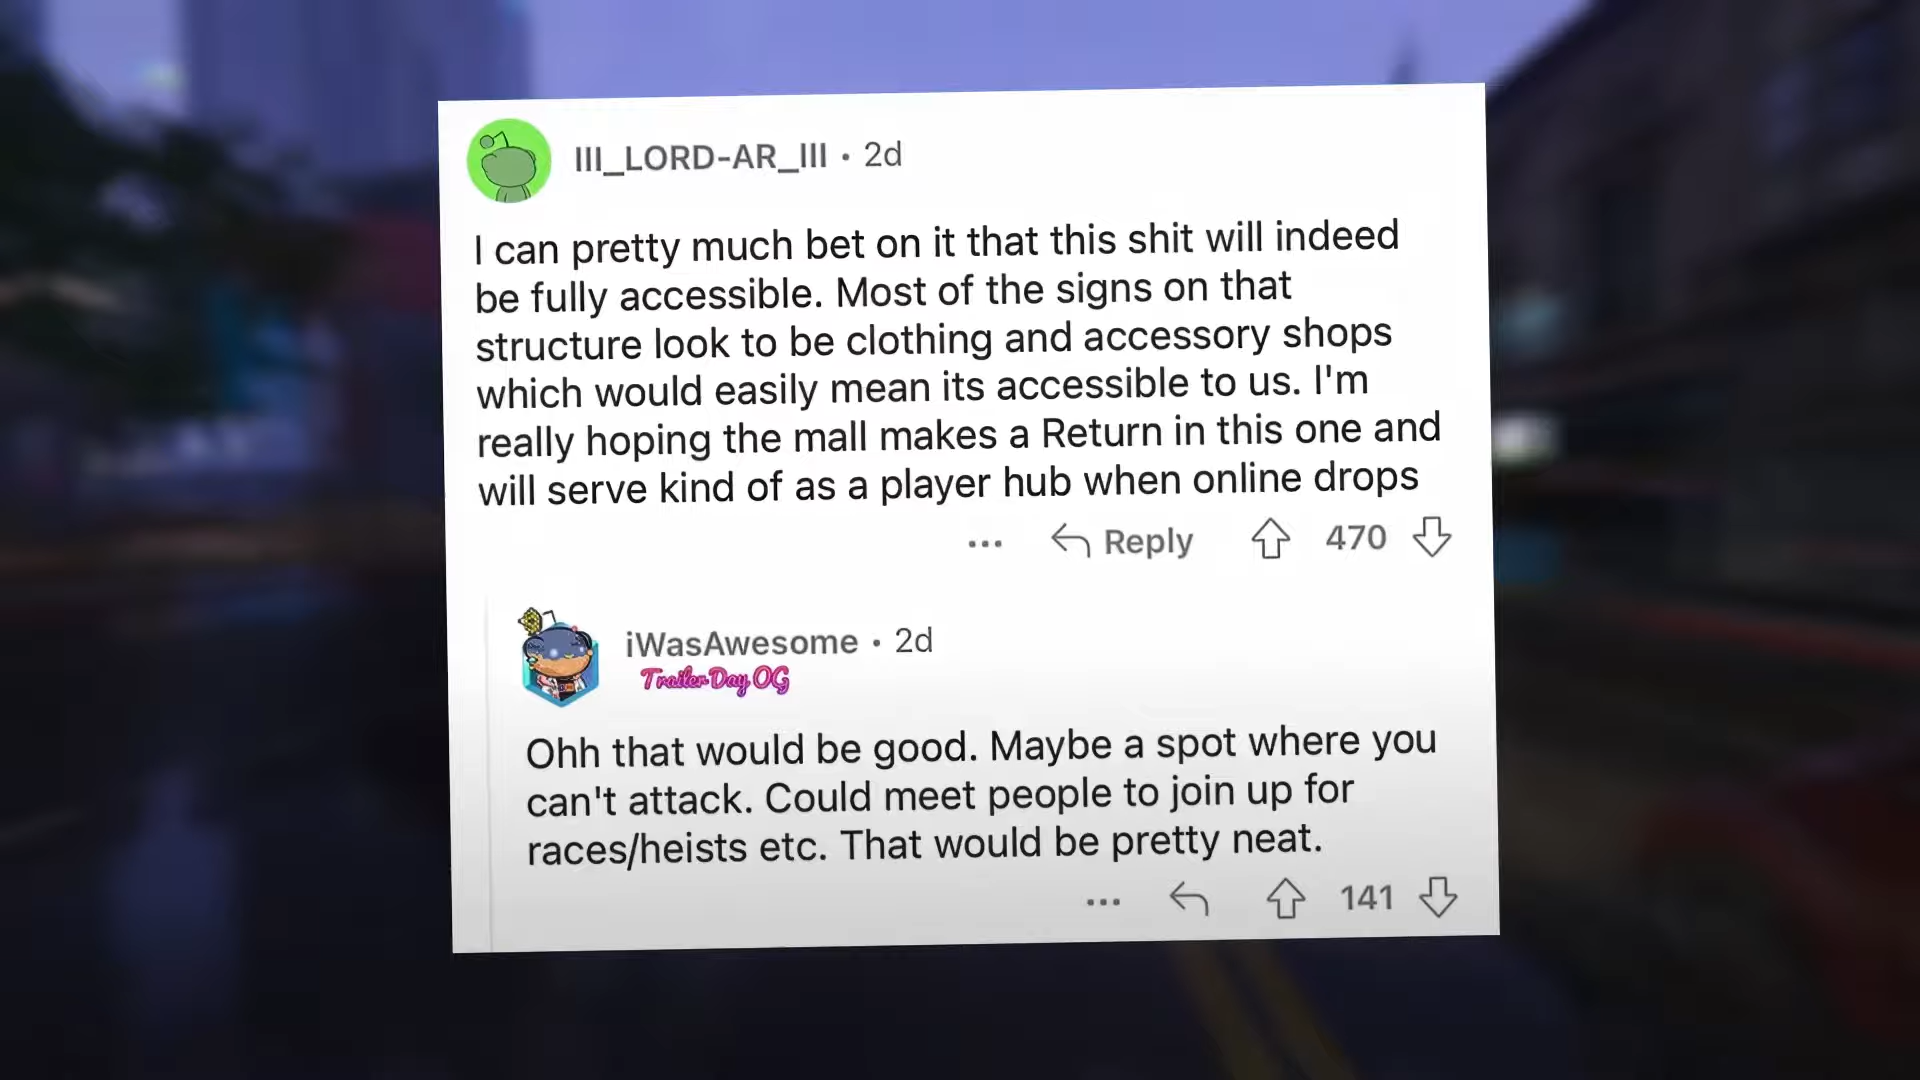 III_LORD-AR_III · 2d
I can pretty much bet on it that this shit will indeed
be fully accessible. Most of the signs on that
structure look to be clothing and accessory shops
which would easily mean its accessible to us. I'm
really hoping the mall makes a Return in this one and
will serve kind of as a player hub when online drops
... Reply 470
iWasAwesome · 2d
Trailer Day OG
Ohh that would be good. Maybe a spot where you
can't attack. Could meet people to join up for
races/heists etc. That would be pretty neat.
... 141